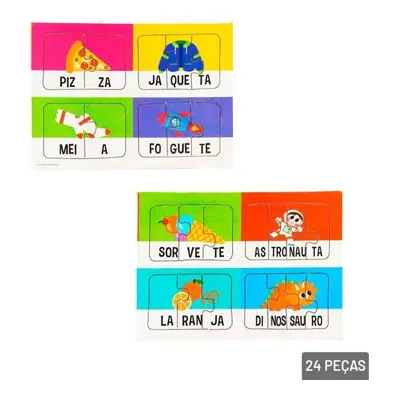 PIZ ZA
JA QUE TA
MEI A
FO GUE TE
SOR VE TE
AS TRO NAU TA
LA RAN JA
DI NOS SAU RO
24 PEÇAS